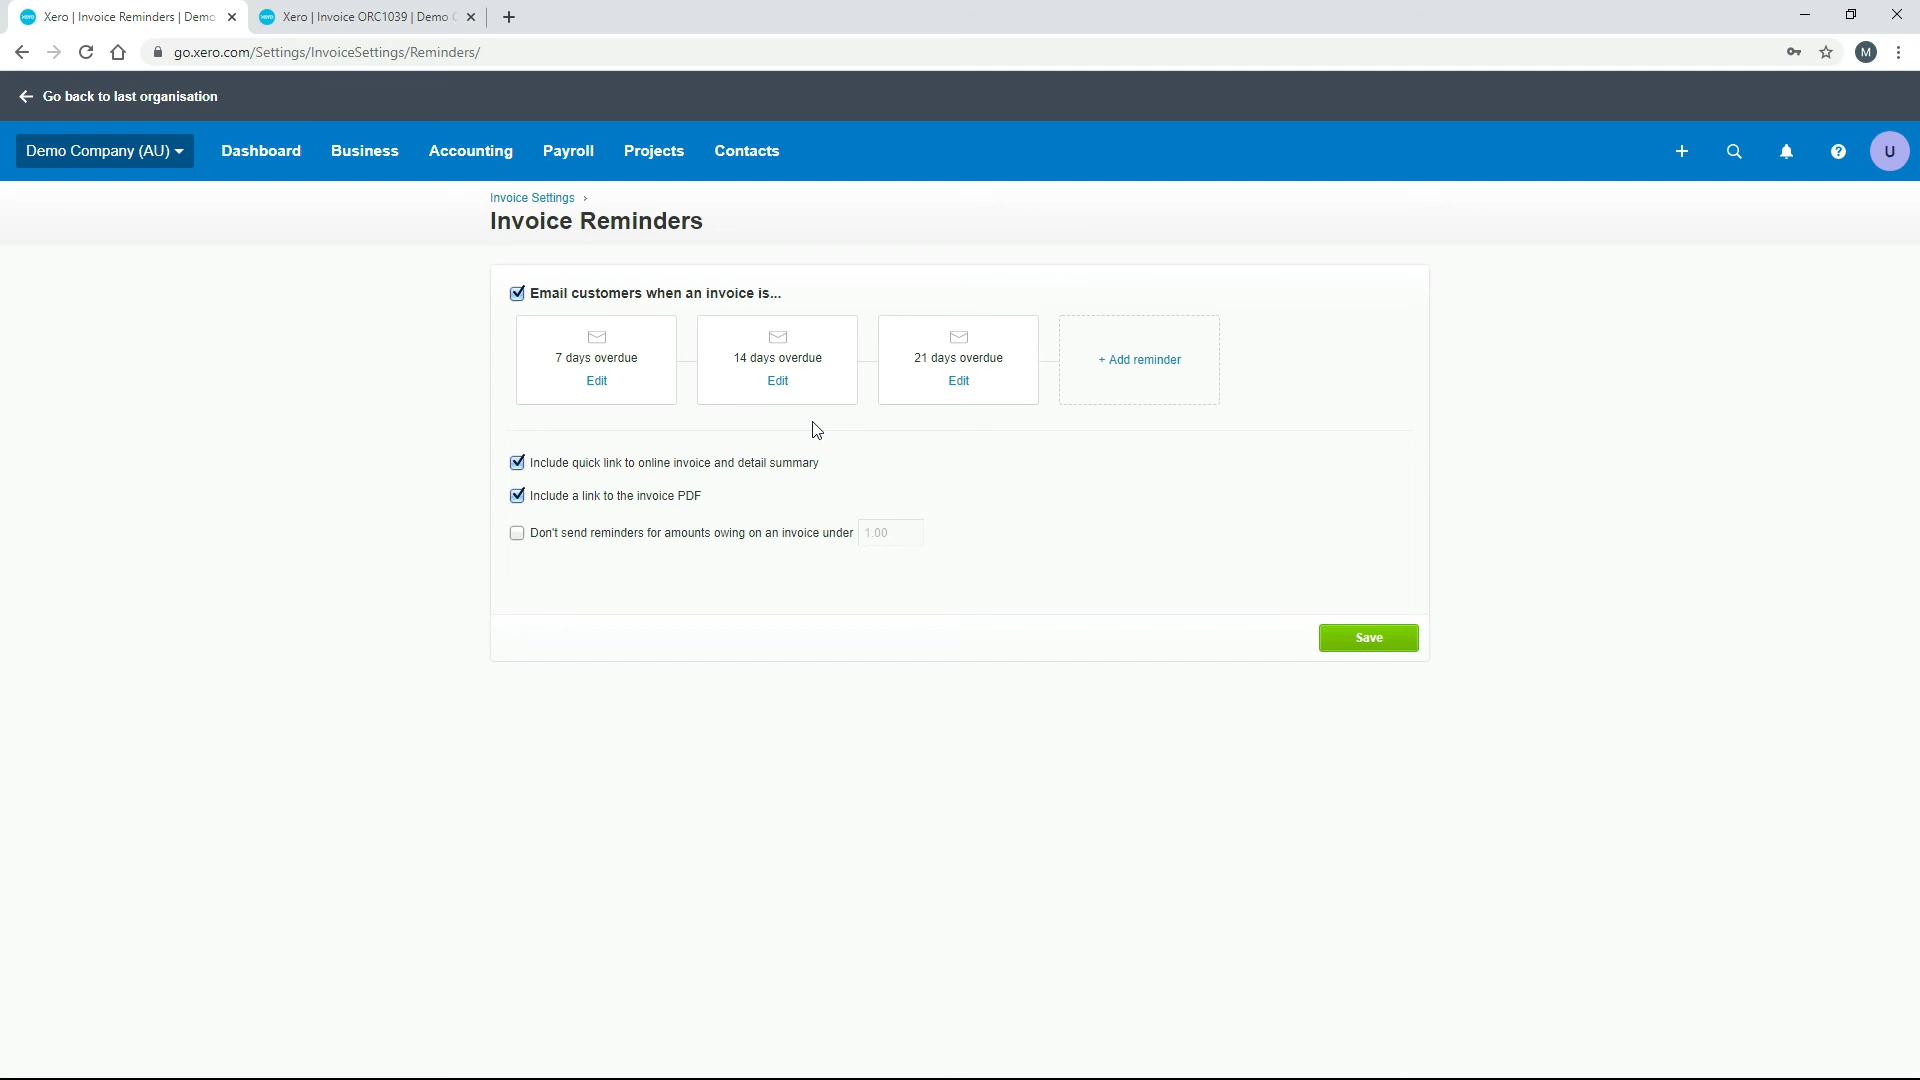 Xero | Invoice Reminders | Demo
Xero | Invoice ORC1039 | Demo
go.xero.com/Settings/InvoiceSettings/Reminders/
M
Go back to last organisation
Demo Company (AU)
Dashboard
Business
Accounting
Payroll
Projects
Contacts
U
Invoice Settings ›
Invoice Reminders
Email customers when an invoice is...
7 days overdue
Edit
14 days overdue
Edit
21 days overdue
Edit
+ Add reminder
Include quick link to online invoice and detail summary
Include a link to the invoice PDF
Don't send reminders for amounts owing on an invoice under 1.00
Save